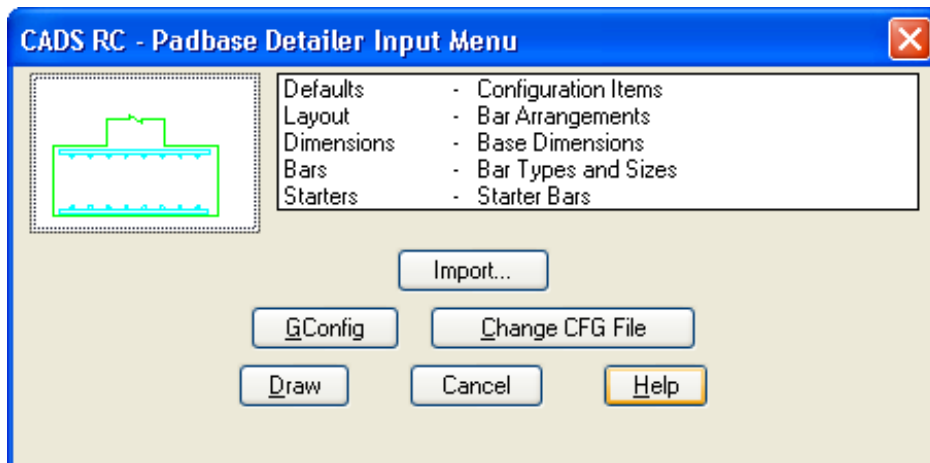 CADS RC - Padbase Detailer Input Menu
Defaults - Configuration Items
Layout - Bar Arrangements
Dimensions - Base Dimensions
Bars - Bar Types and Sizes
Starters - Starter Bars
Import...
GConfig Change CFG File
Draw Cancel Help